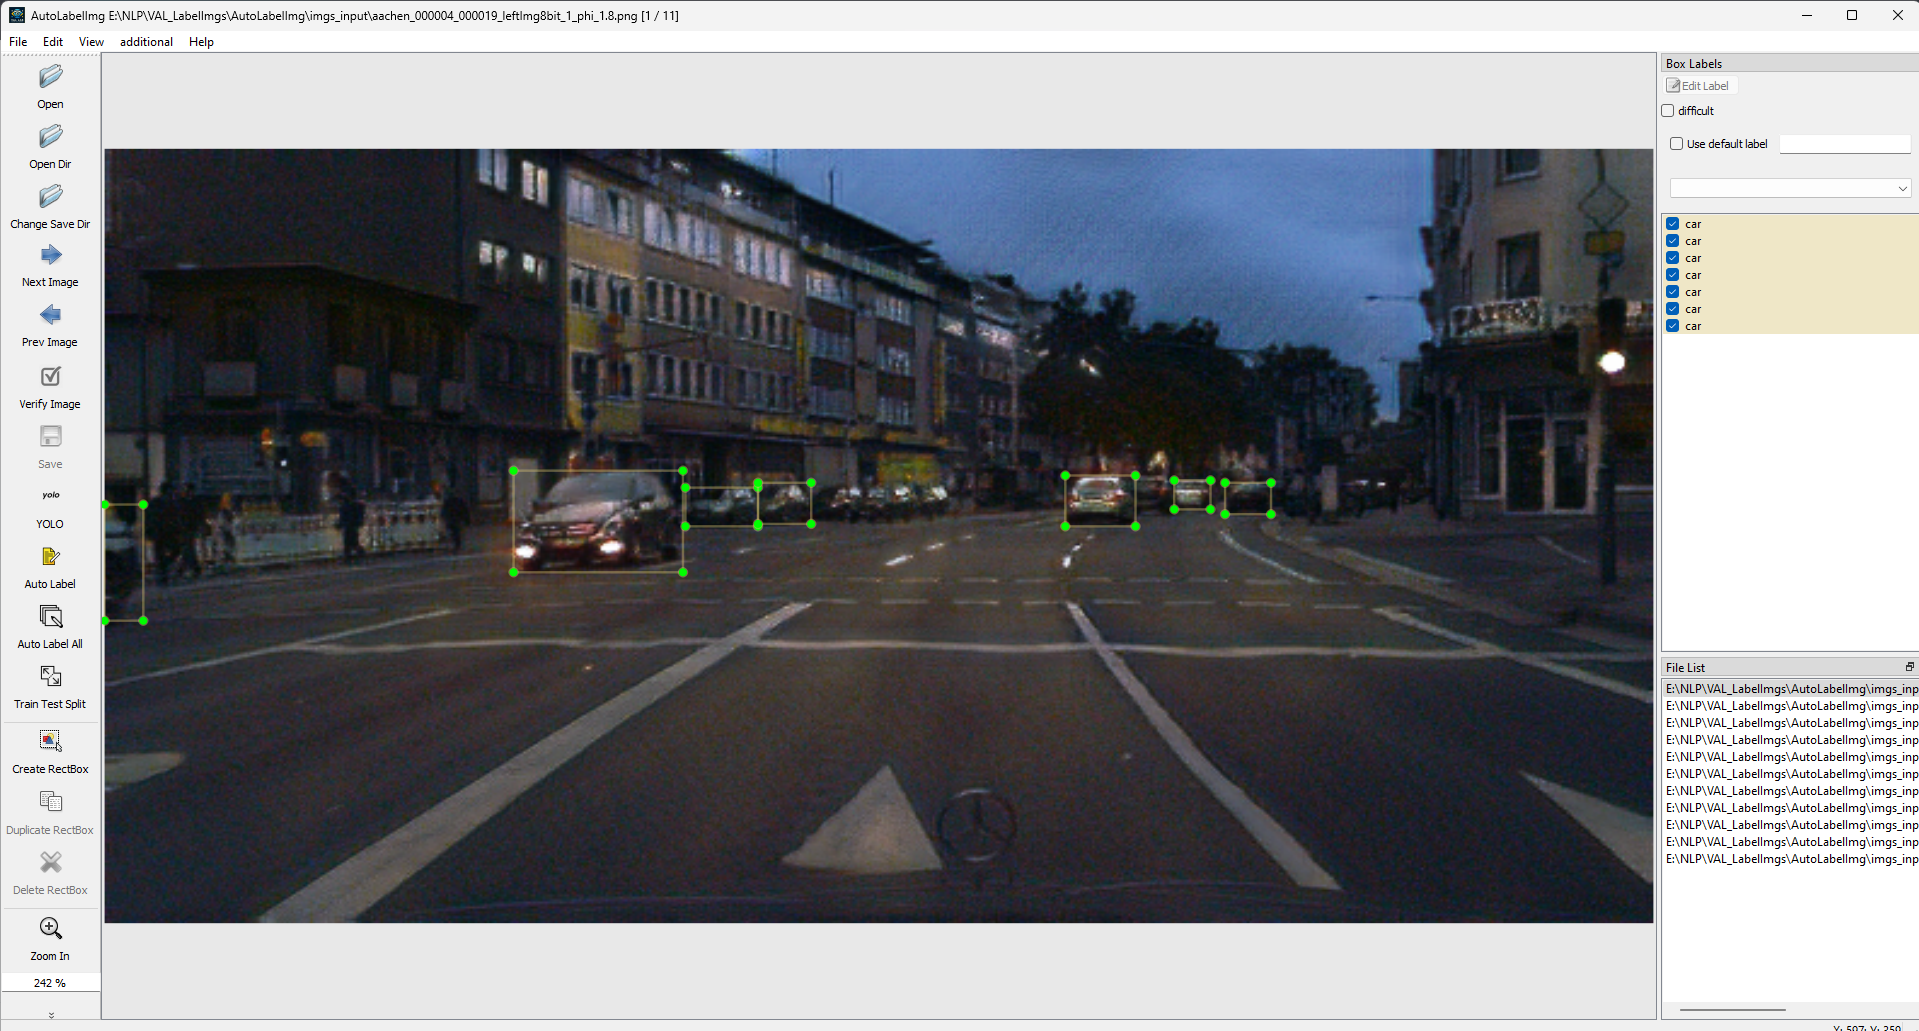 AutoLabelImg E:\NLP\VAL_LabelImgs\AutoLabelImg\imgs_input\aachen_000004_000019_leftImg8bit_1_phi_1.8.png [1 / 11]
File Edit View additional Help
Open
Open Dir
Change Save Dir
Next Image
Prev Image
Verify Image
Save
yolo
YOLO
Auto Label
Auto Label All
Train Test Split
Create RectBox
Duplicate RectBox
Delete RectBox
Zoom In
242 %
Box Labels
Edit Label
difficult
Use default label
car
car
car
car
car
car
car
File List
E:\NLP\VAL_LabelImgs\AutoLabelImg\imgs_inp
E:\NLP\VAL_LabelImgs\AutoLabelImg\imgs_inp
E:\NLP\VAL_LabelImgs\AutoLabelImg\imgs_inp
E:\NLP\VAL_LabelImgs\AutoLabelImg\imgs_inp
E:\NLP\VAL_LabelImgs\AutoLabelImg\imgs_inp
E:\NLP\VAL_LabelImgs\AutoLabelImg\imgs_inp
E:\NLP\VAL_LabelImgs\AutoLabelImg\imgs_inp
E:\NLP\VAL_LabelImgs\AutoLabelImg\imgs_inp
E:\NLP\VAL_LabelImgs\AutoLabelImg\imgs_inp
E:\NLP\VAL_LabelImgs\AutoLabelImg\imgs_inp
E:\NLP\VAL_LabelImgs\AutoLabelImg\imgs_inp